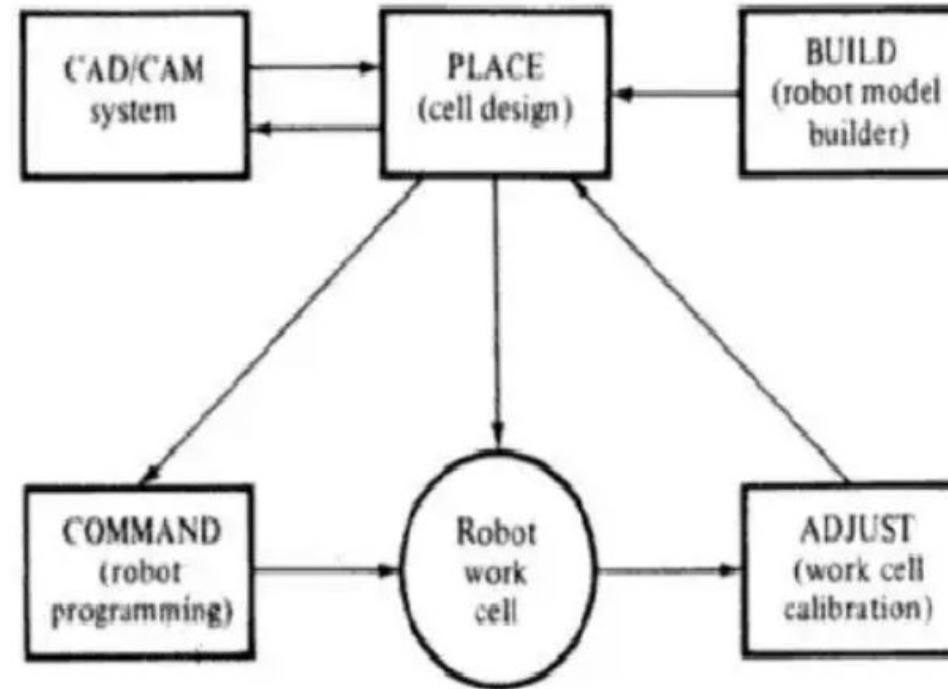 CAD/CAM
system
PLACE
(cell design)
BUILD
(robot model
builder)
COMMAND
(robot
programming)
Robot
work
cell
ADJUST
(work cell
calibration)